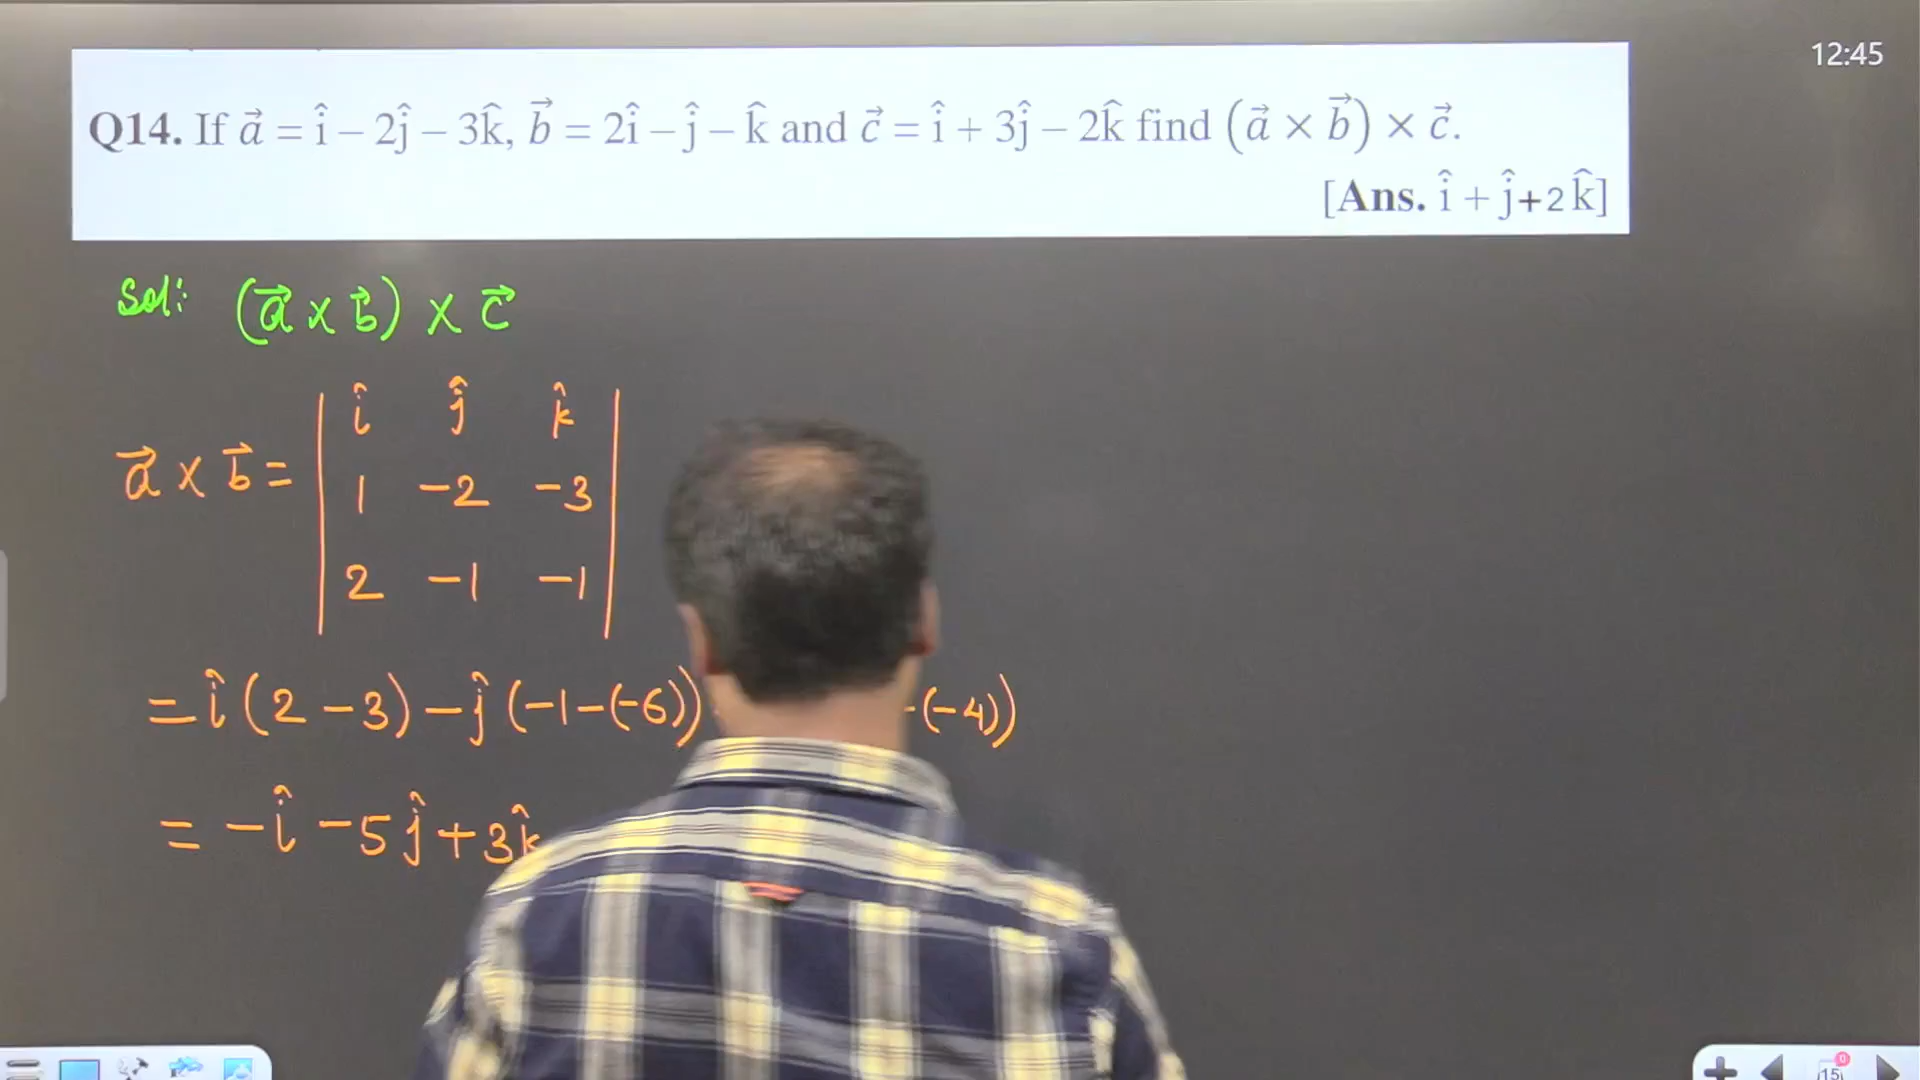 12:45
Q14. If a⃗ = î − 2ĵ − 3k̂, b⃗ = 2î − ĵ − k̂ and c⃗ = î + 3ĵ − 2k̂ find (a⃗ × b⃗) × c⃗.
[Ans. î + ĵ+2k̂]
Sol: (a⃗ × b⃗) × c⃗
î ĵ k̂
a⃗ × b⃗ = 1 −2 −3
2 −1 −1
= î (2 − 3) − ĵ (−1−(−6)) −(−4))
= −î −5ĵ + 3k̂
15
0